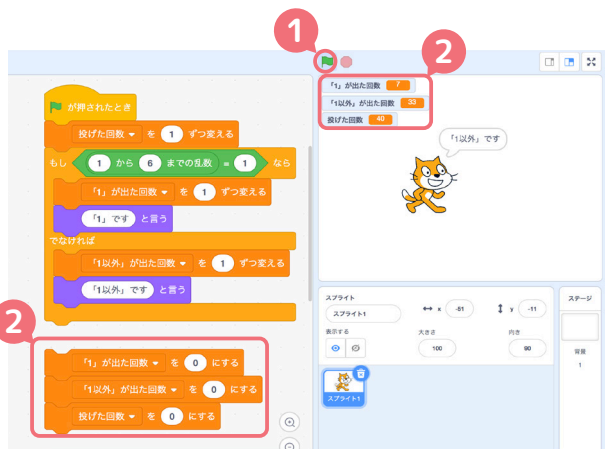 1
2
「1」が出た回数 7
「1以外」が出た回数 33
投げた回数 40
「1以外」です
が押されたとき
投げた回数 を 1 ずつ変える
もし 1 から 6 までの乱数 = 1 なら
「1」が出た回数 を 1 ずつ変える
「1」です と言う
でなければ
「1以外」が出た回数 を 1 ずつ変える
「1以外」です と言う
2
「1」が出た回数 を 0 にする
「1以外」が出た回数 を 0 にする
投げた回数 を 0 にする
スプライト
スプライト1 x -81 y -11
表示する 大きさ 向き
100 90
スプライト1
ステージ
背景
1